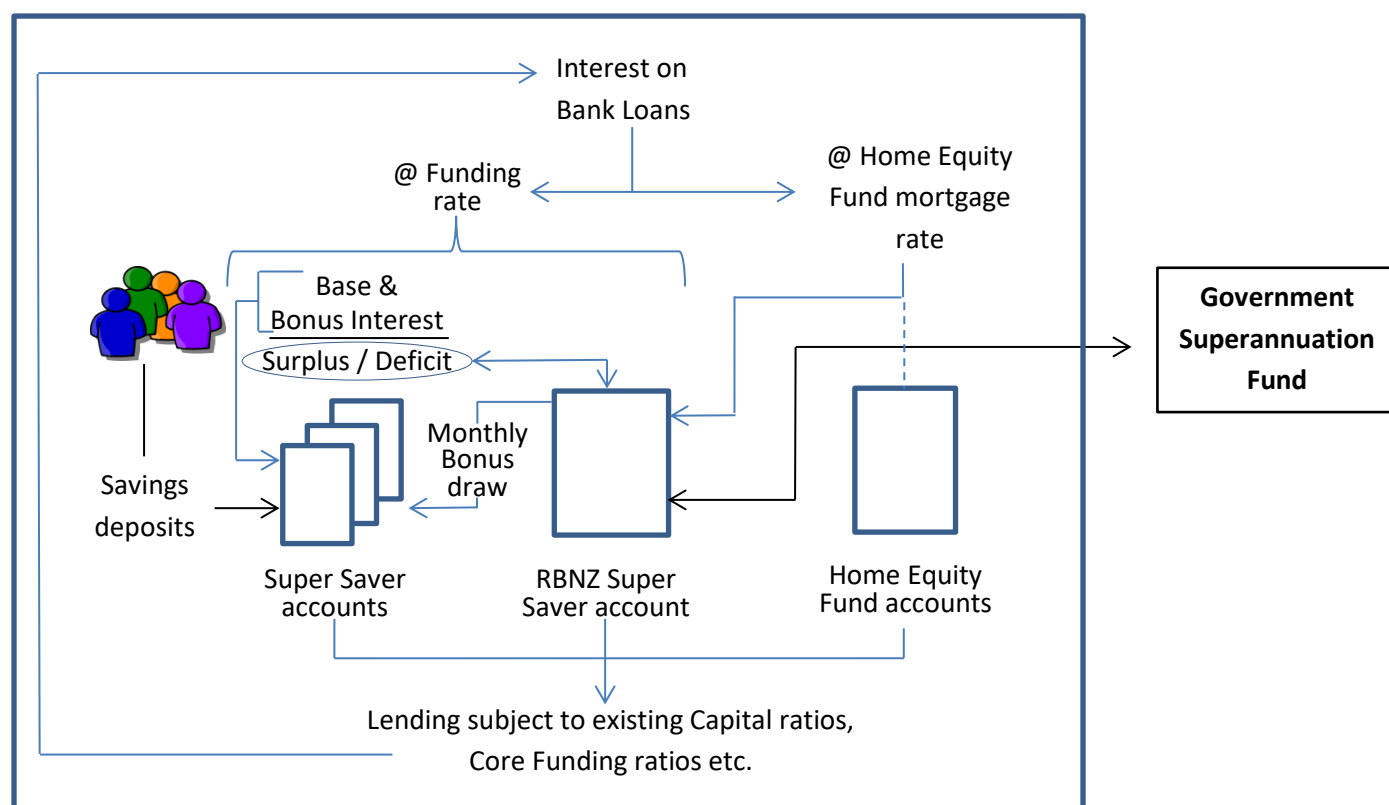 Interest on
Bank Loans
@ Funding
rate
@ Home Equity
Fund mortgage
rate
Base &
Bonus Interest
Surplus / Deficit
Government
Superannuation
Fund
Monthly
Bonus
draw
Savings
deposits
Super Saver
accounts
RBNZ Super
Saver account
Home Equity
Fund accounts
Lending subject to existing Capital ratios,
Core Funding ratios etc.